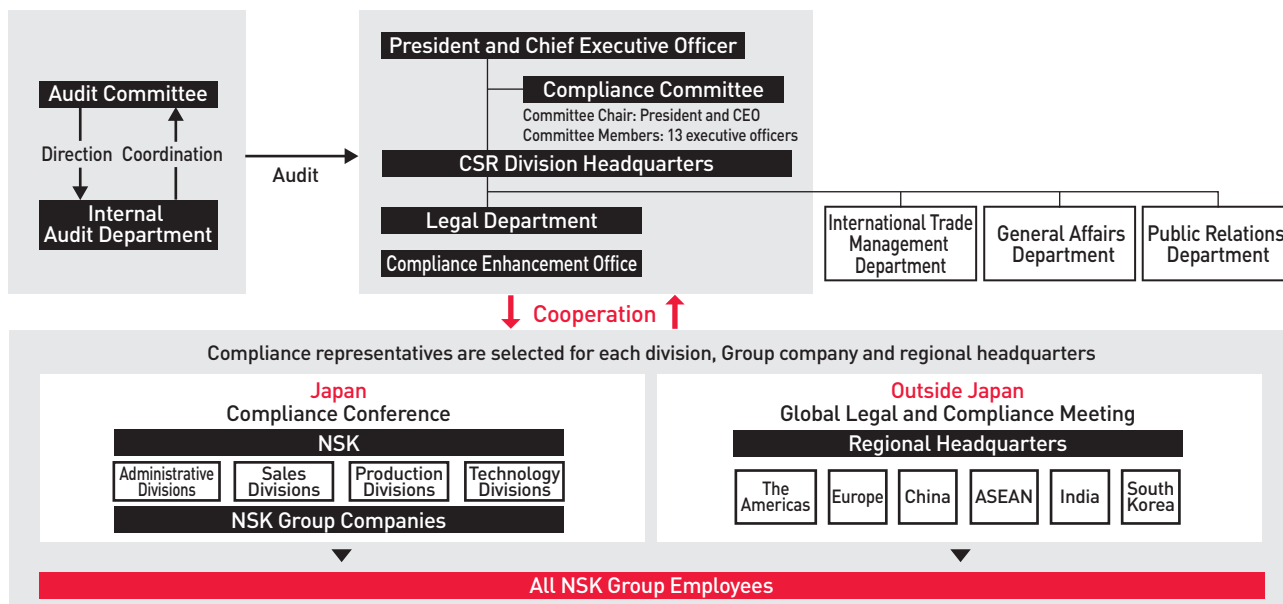 Audit Committee
Direction
Coordination
Internal
Audit Department
Audit
President and Chief Executive Officer
Compliance Committee
Committee Chair: President and CEO
Committee Members: 13 executive officers
CSR Division Headquarters
Legal Department
Compliance Enhancement Office
International Trade
Management
Department
General Affairs
Department
Public Relations
Department
Cooperation
Compliance representatives are selected for each division, Group company and regional headquarters
Japan
Compliance Conference
NSK
Administrative
Divisions
Sales
Divisions
Production
Divisions
Technology
Divisions
NSK Group Companies
Outside Japan
Global Legal and Compliance Meeting
Regional Headquarters
The
Americas
Europe
China
ASEAN
India
South
Korea
All NSK Group Employees